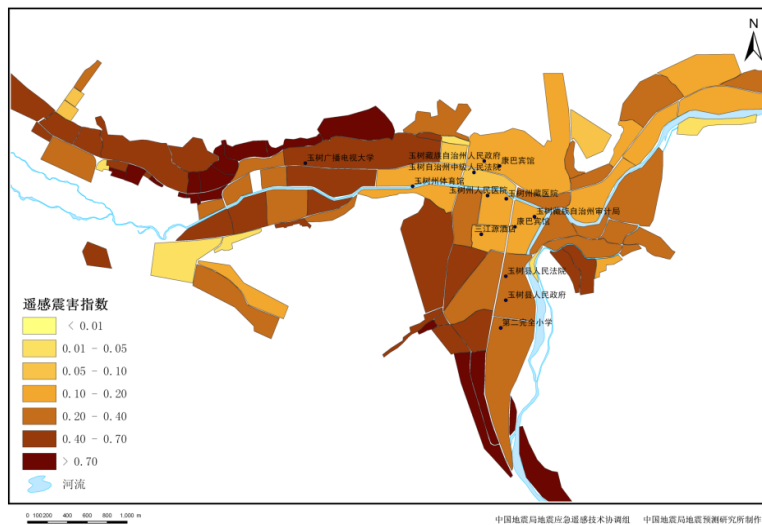 N
玉树广播电视大学
玉树藏族自治州人民政府
康巴宾馆
玉树自治州中级人民法院
玉树州体育馆
玉树州人民医院
玉树州藏医院
玉树藏族自治州审计局
康巴宾馆
三江源酒店
玉树县人民法院
玉树县人民政府
第二完全小学
遥感震害指数
< 0.01
0.01 - 0.05
0.05 - 0.10
0.10 - 0.20
0.20 - 0.40
0.40 - 0.70
> 0.70
河流
0 100200 400 600 800 1,000 m
中国地震局地震应急遥感技术协调组 中国地震局地震预测研究所制作